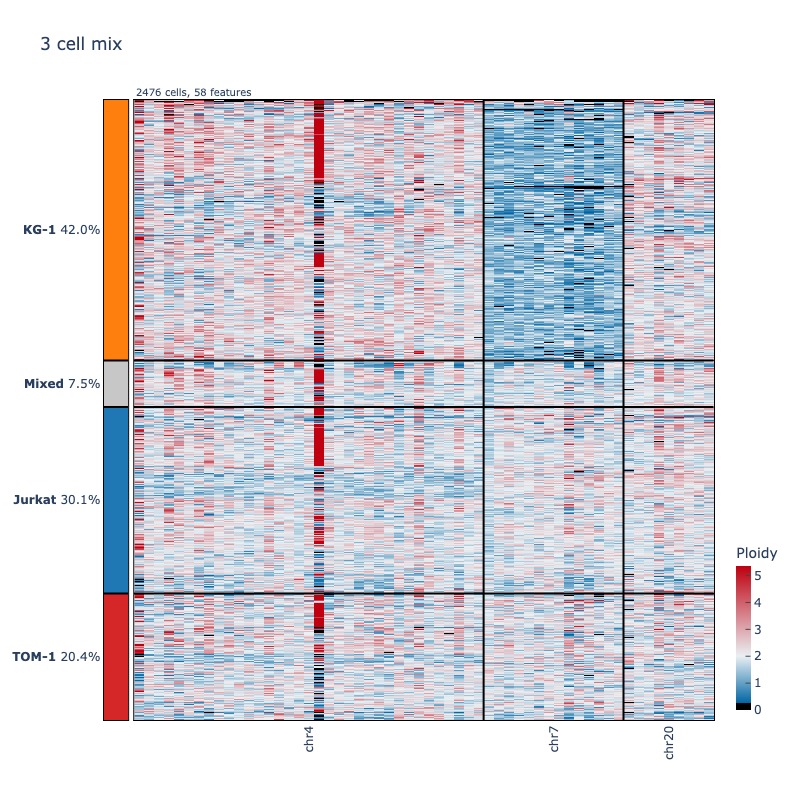 3 cell mix
2476 cells, 58 features
KG-1 42.0%
Mixed 7.5%
Jurkat 30.1%
TOM-1 20.4%
Ploidy
5
4
3
2
1
0
chr4
chr7
chr20